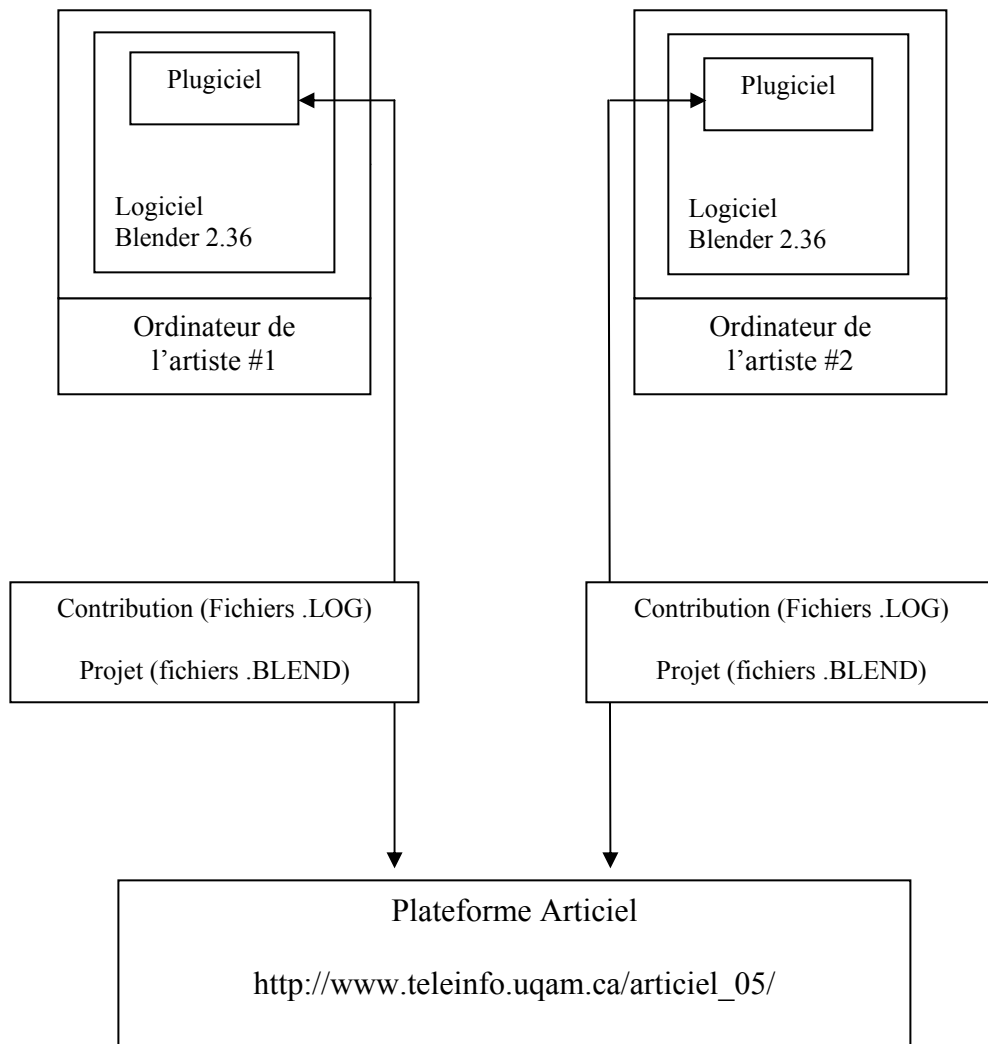 Plugiciel
Logiciel
Blender 2.36
Ordinateur de
l’artiste #1
Plugiciel
Logiciel
Blender 2.36
Ordinateur de
l’artiste #2
Contribution (Fichiers .LOG)
Projet (fichiers .BLEND)
Contribution (Fichiers .LOG)
Projet (fichiers .BLEND)
Plateforme Articiel
http://www.teleinfo.uqam.ca/articiel_05/